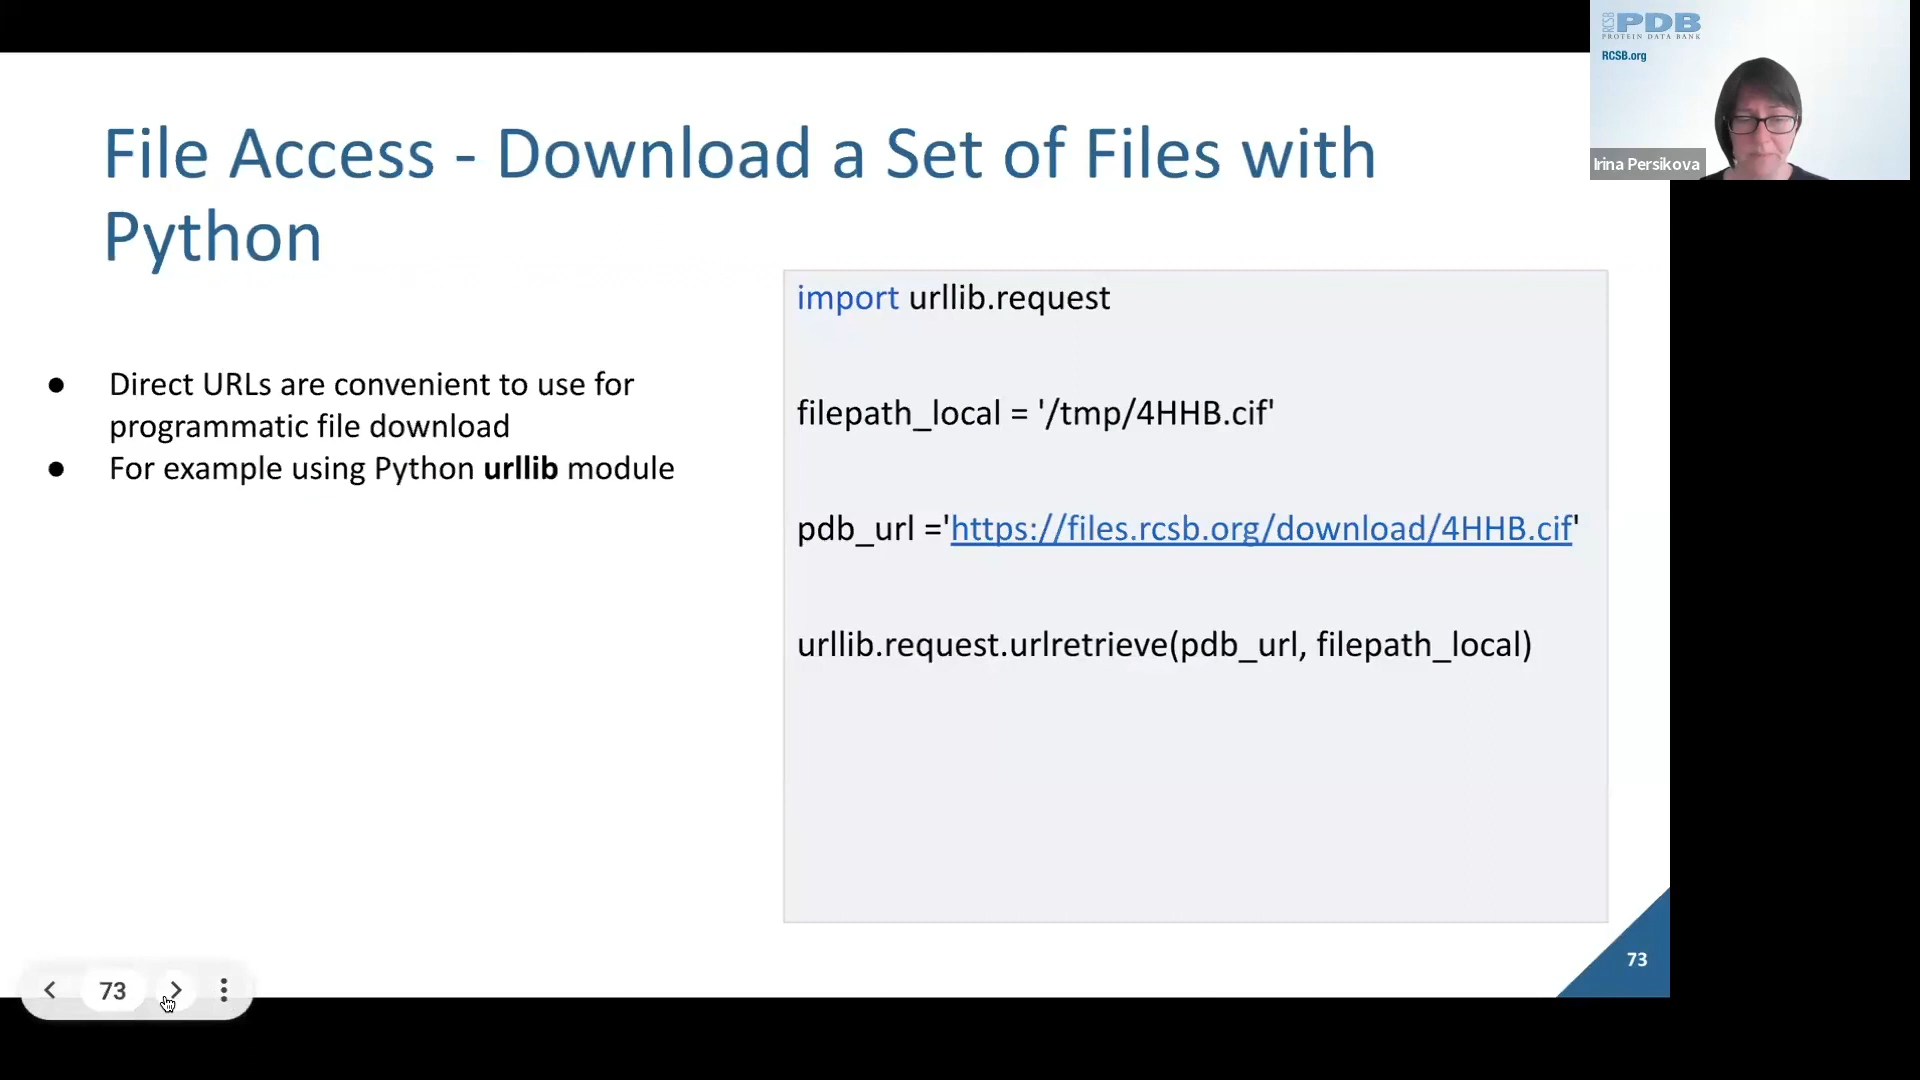 RCSB
PDB
PROTEIN DATA BANK
RCSB.org
Irina Persikova
File Access - Download a Set of Files with
Python
● Direct URLs are convenient to use for
programmatic file download
● For example using Python urllib module
import urllib.request
filepath_local = '/tmp/4HHB.cif'
pdb_url ='https://files.rcsb.org/download/4HHB.cif'
urllib.request.urlretrieve(pdb_url, filepath_local)
73
73